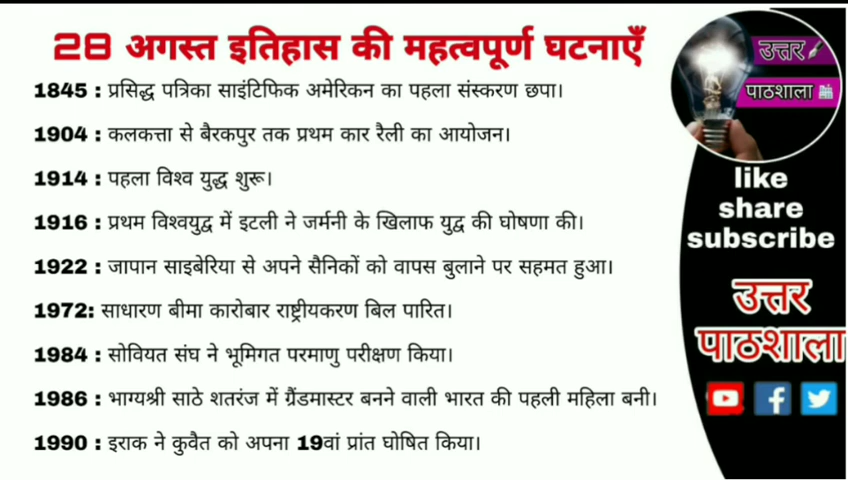 28 अगस्त इतिहास की महत्वपूर्ण घटनाएँ
1845 : प्रसिद्ध पत्रिका साइंटिफिक अमेरिकन का पहला संस्करण छपा।
1904 : कलकत्ता से बैरकपुर तक प्रथम कार रैली का आयोजन।
1914 : पहला विश्व युद्ध शुरू।
1916 : प्रथम विश्वयुद्व में इटली ने जर्मनी के खिलाफ युद्व की घोषणा की।
1922 : जापान साइबेरिया से अपने सैनिकों को वापस बुलाने पर सहमत हुआ।
1972: साधारण बीमा कारोबार राष्ट्रीयकरण बिल पारित।
1984 : सोवियत संघ ने भूमिगत परमाणु परीक्षण किया।
1986 : भाग्यश्री साठे शतरंज में ग्रैंडमास्टर बनने वाली भारत की पहली महिला बनी।
1990 : इराक ने कुवैत को अपना 19वां प्रांत घोषित किया।
उत्तर
पाठशाला
like
share
subscribe
उत्तर
पाठशाला